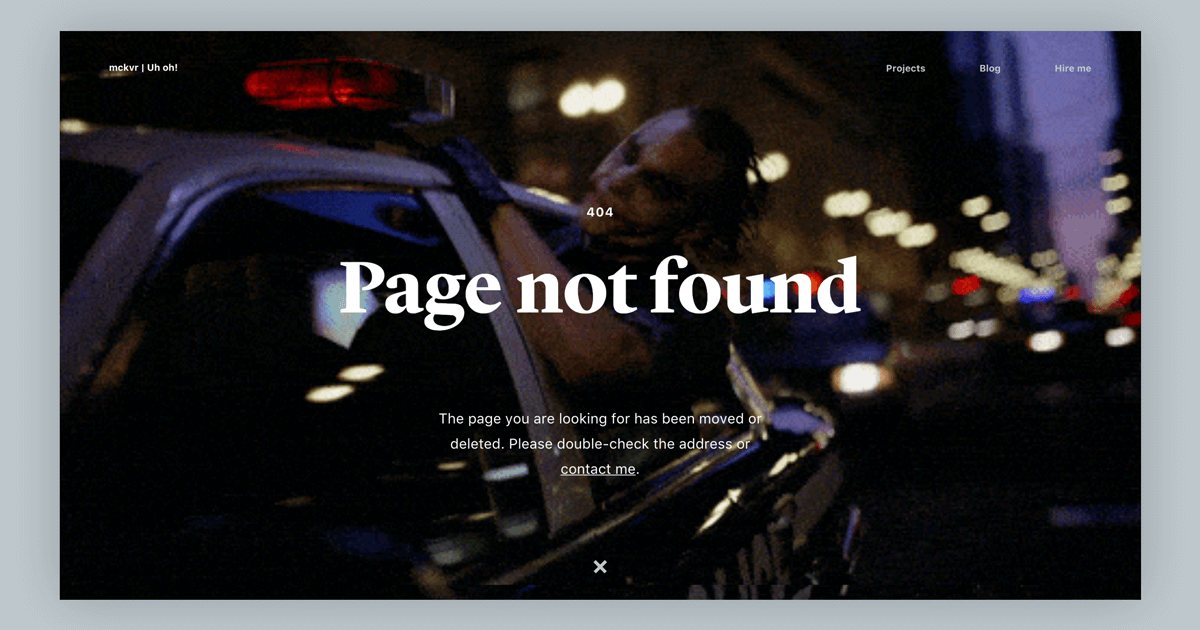 mckvr | Uh oh!
Projects
Blog
Hire me
404
Page not found
The page you are looking for has been moved or
deleted. Please double-check the address or
contact me.